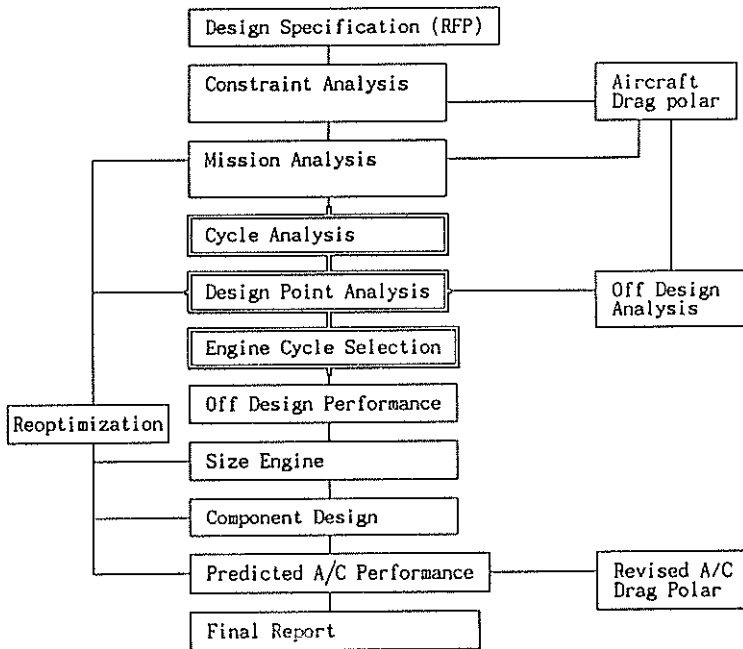 Design Specification (RFP)
Constraint Analysis
Aircraft
Drag polar
Mission Analysis
Cycle Analysis
Design Point Analysis
Off Design
Analysis
Engine Cycle Selection
Off Design Performance
Reoptimization
Size Engine
Component Design
Predicted A/C Performance
Revised A/C
Drag Polar
Final Report